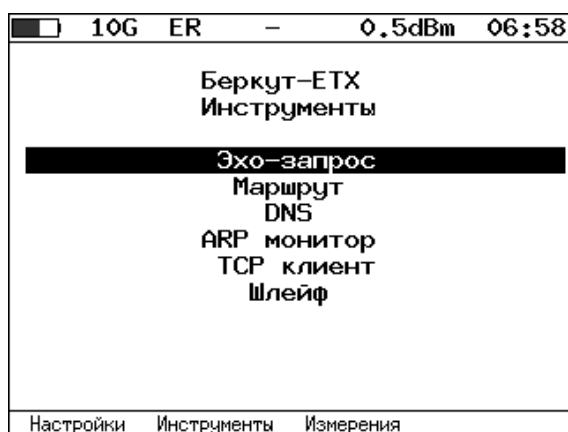 10G ER – 0.5dBm 06:58
Беркут-ETX
Инструменты
Эхо-запрос
Маршрут
DNS
ARP монитор
TCP клиент
Шлейф
Настройки Инструменты Измерения